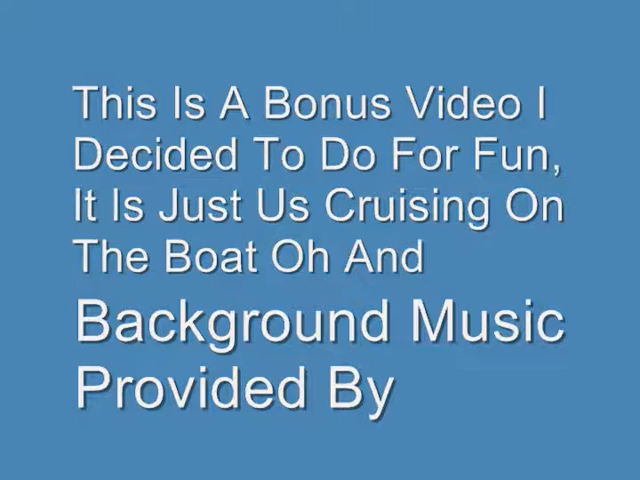 This Is A Bonus Video I
Decided To Do For Fun,
It Is Just Us Cruising On
The Boat Oh And
Background Music
Provided By